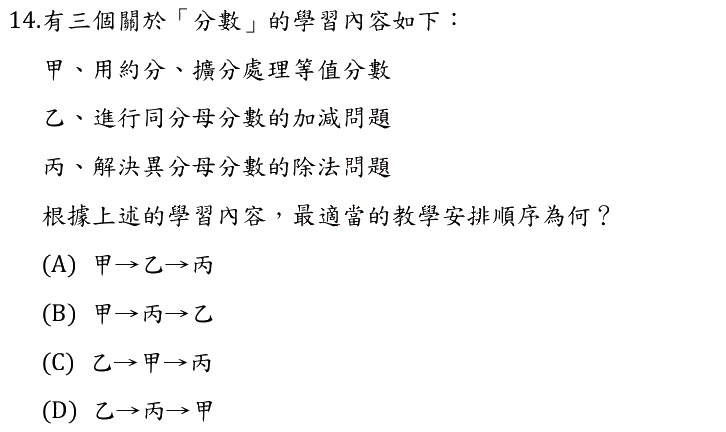 14.有三個關於「分數」的學習內容如下：
甲、用約分、擴分處理等值分數
乙、進行同分母分數的加減問題
丙、解決異分母分數的除法問題
根據上述的學習內容，最適當的教學安排順序為何？
(A) 甲→乙→丙
(B) 甲→丙→乙
(C) 乙→甲→丙
(D) 乙→丙→甲